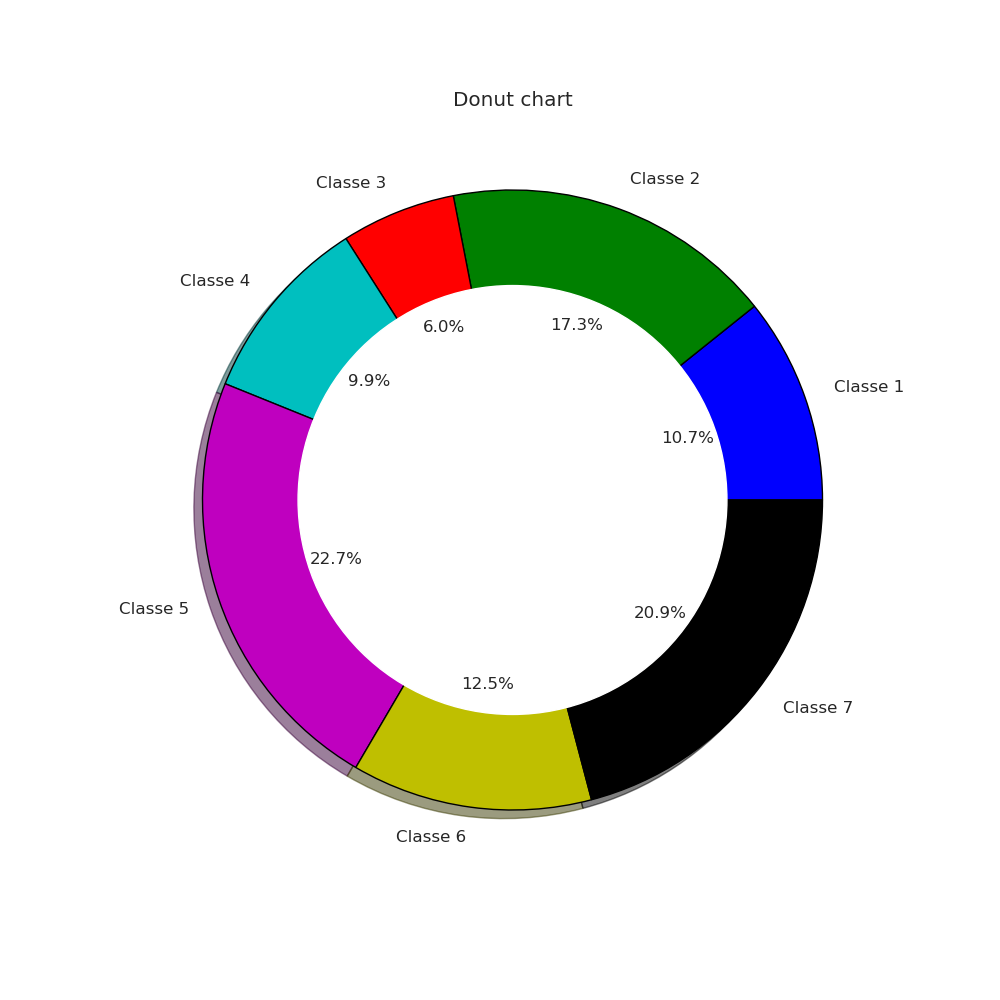 Donut chart
Classe 1
10.7%
Classe 2
17.3%
Classe 3
6.0%
Classe 4
9.9%
Classe 5
22.7%
Classe 6
12.5%
Classe 7
20.9%